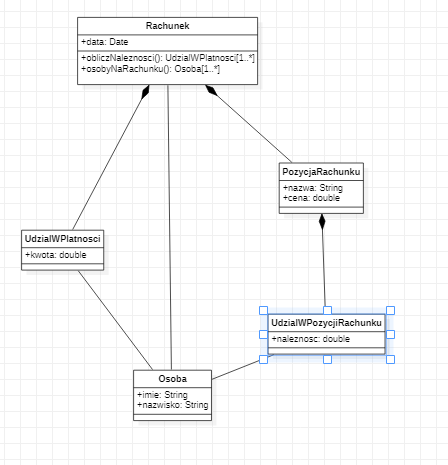 Rachunek
+data: Date
+obliczNaleznosci(): UdzialWPlatnosci[1..*]
+osobyNaRachunku(): Osoba[1..*]
PozycjaRachunku
+nazwa: String
+cena: double
UdzialWPlatnosci
+kwota: double
UdzialWPozycjiRachunku
+naleznosc: double
Osoba
+imie: String
+nazwisko: String